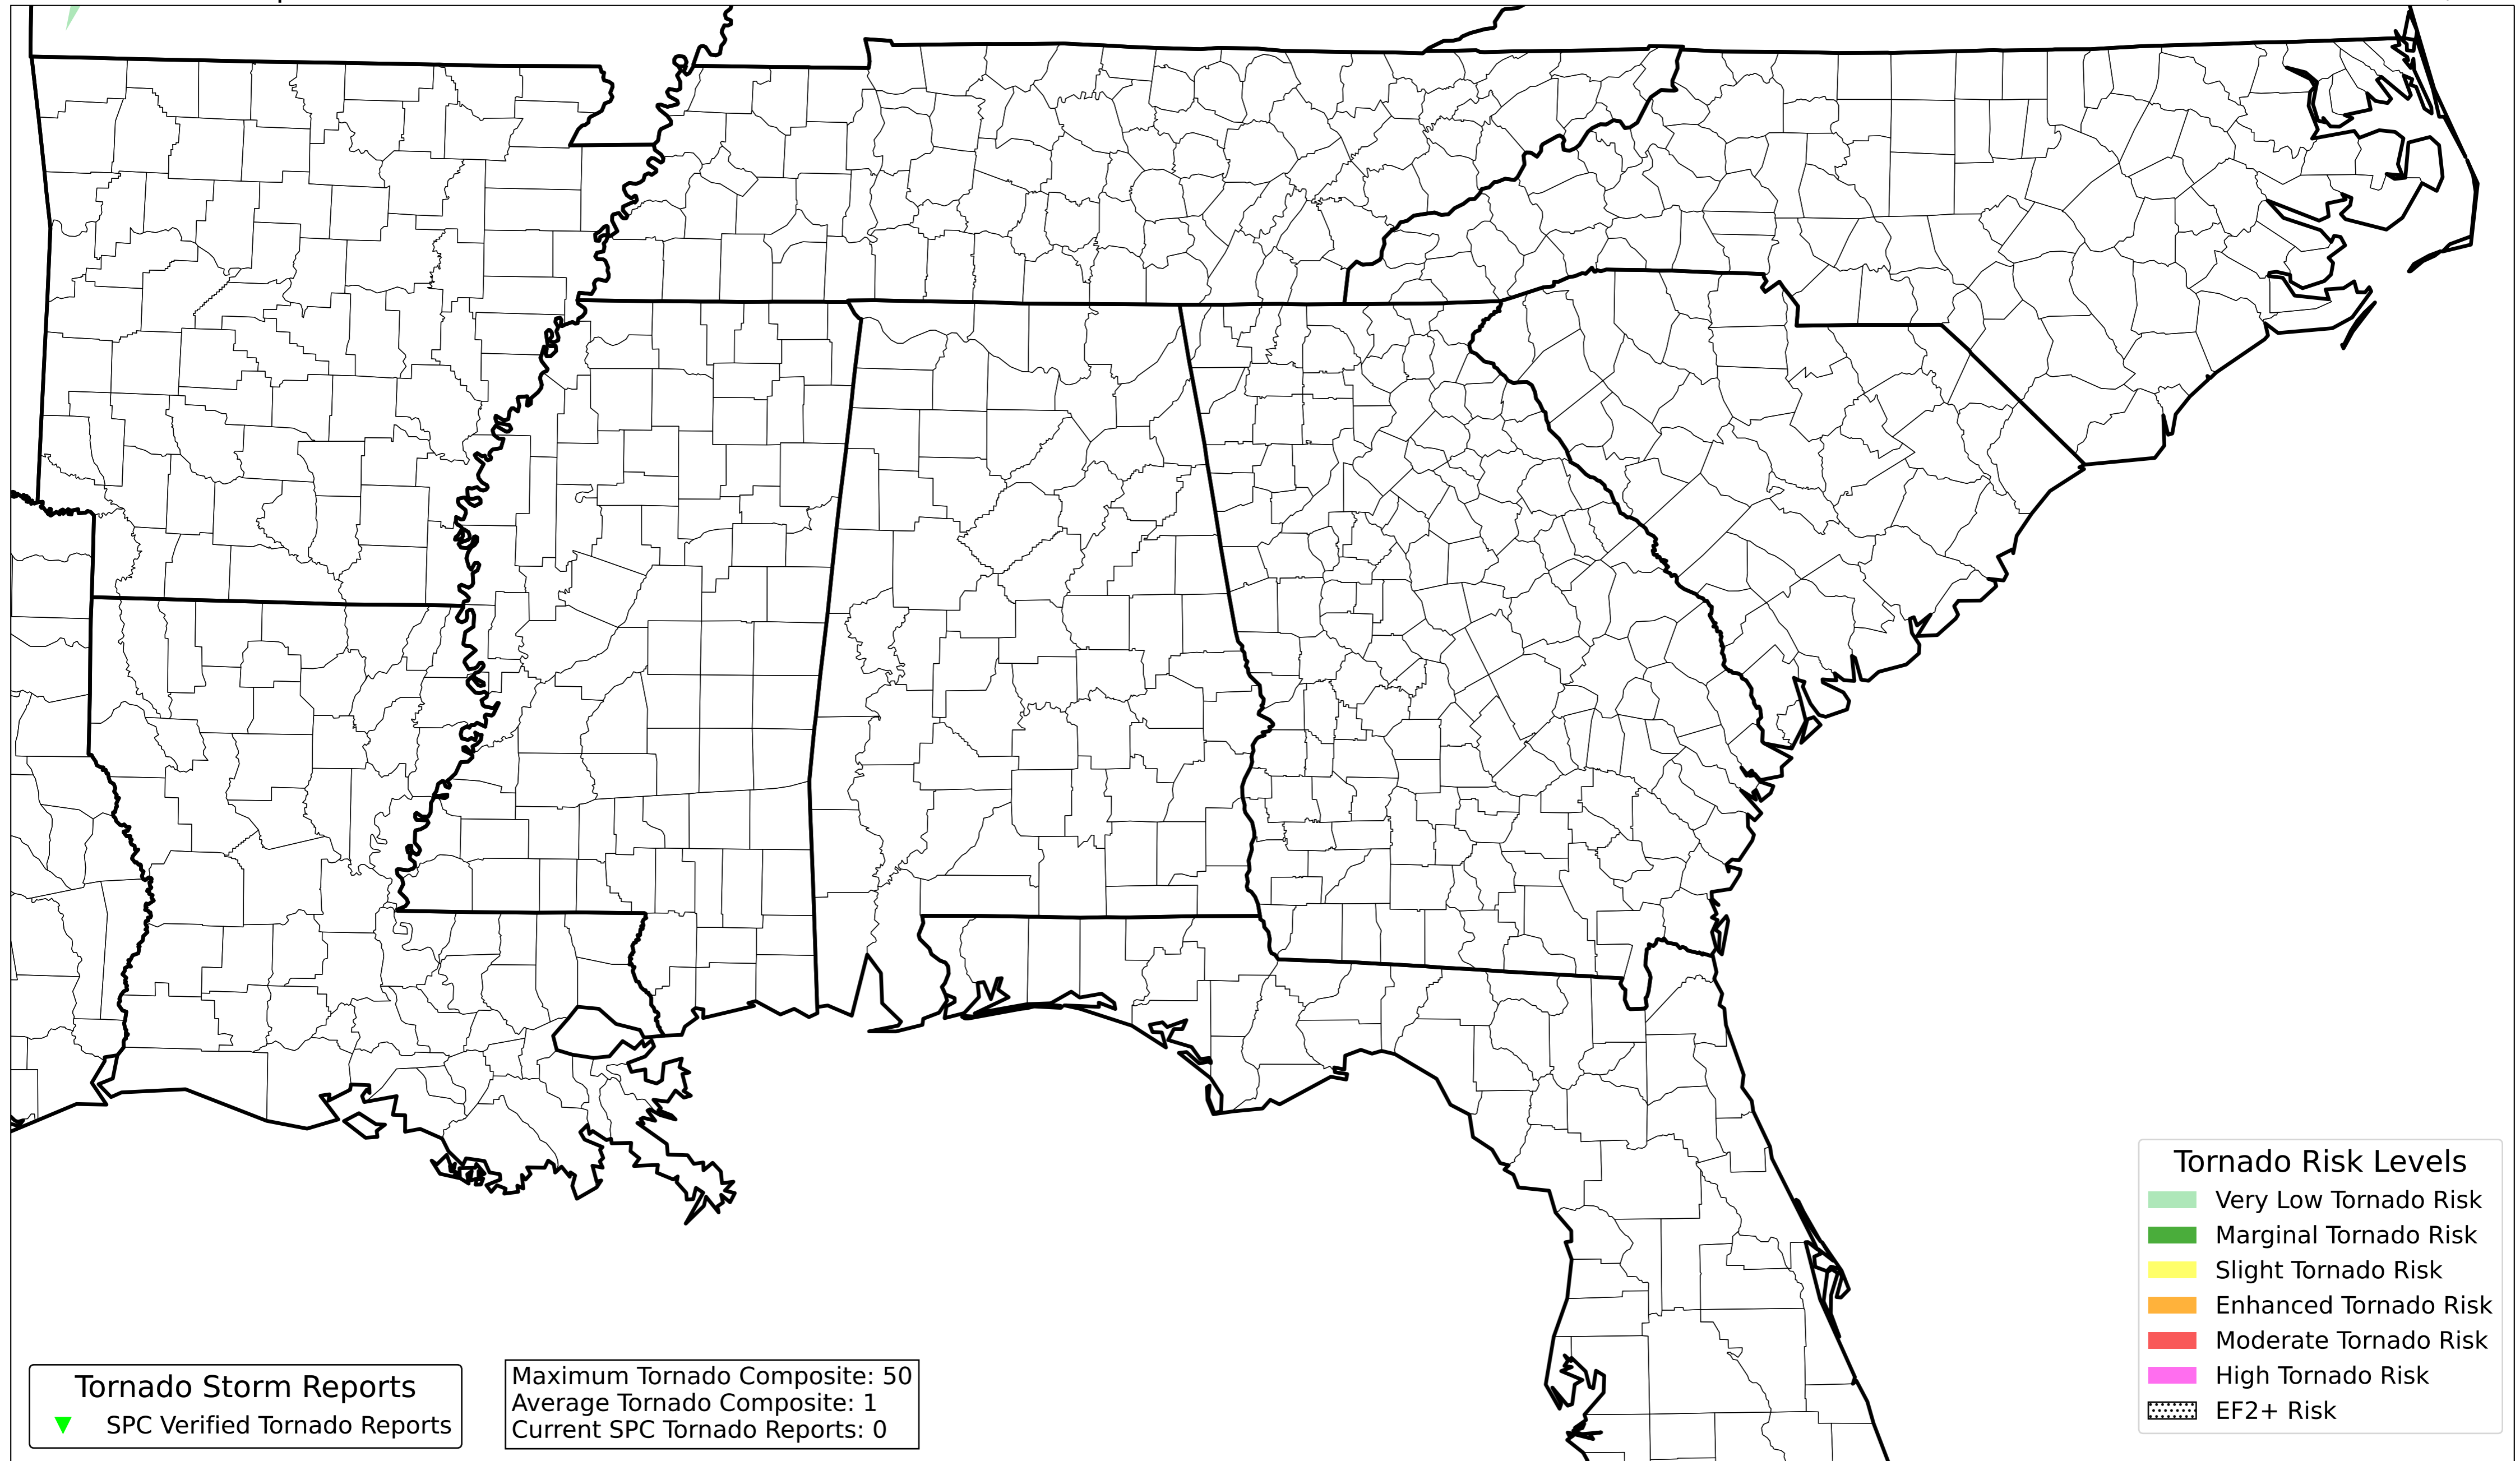 Tornado Risk Levels
Very Low Tornado Risk
Marginal Tornado Risk
Slight Tornado Risk
Enhanced Tornado Risk
Moderate Tornado Risk
High Tornado Risk
EF2+ Risk
Tornado Storm Reports
SPC Verified Tornado Reports
Maximum Tornado Composite: 50
Average Tornado Composite: 1
Current SPC Tornado Reports: 0